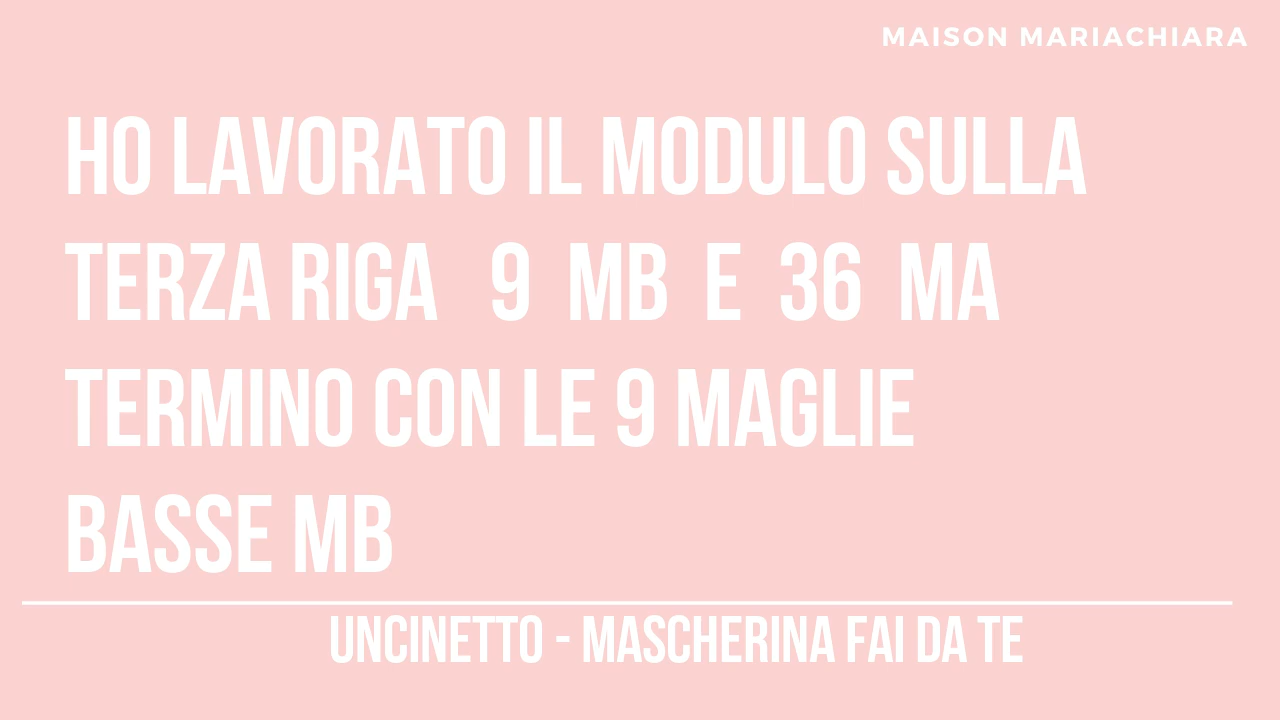 MAISON MARIACHIARA
HO LAVORATO IL MODULO SULLA
TERZA RIGA 9 MB E 36 MA
TERMINO CON LE 9 MAGLIE
BASSE MB
UNCINETTO - MASCHERINA FAI DA TE